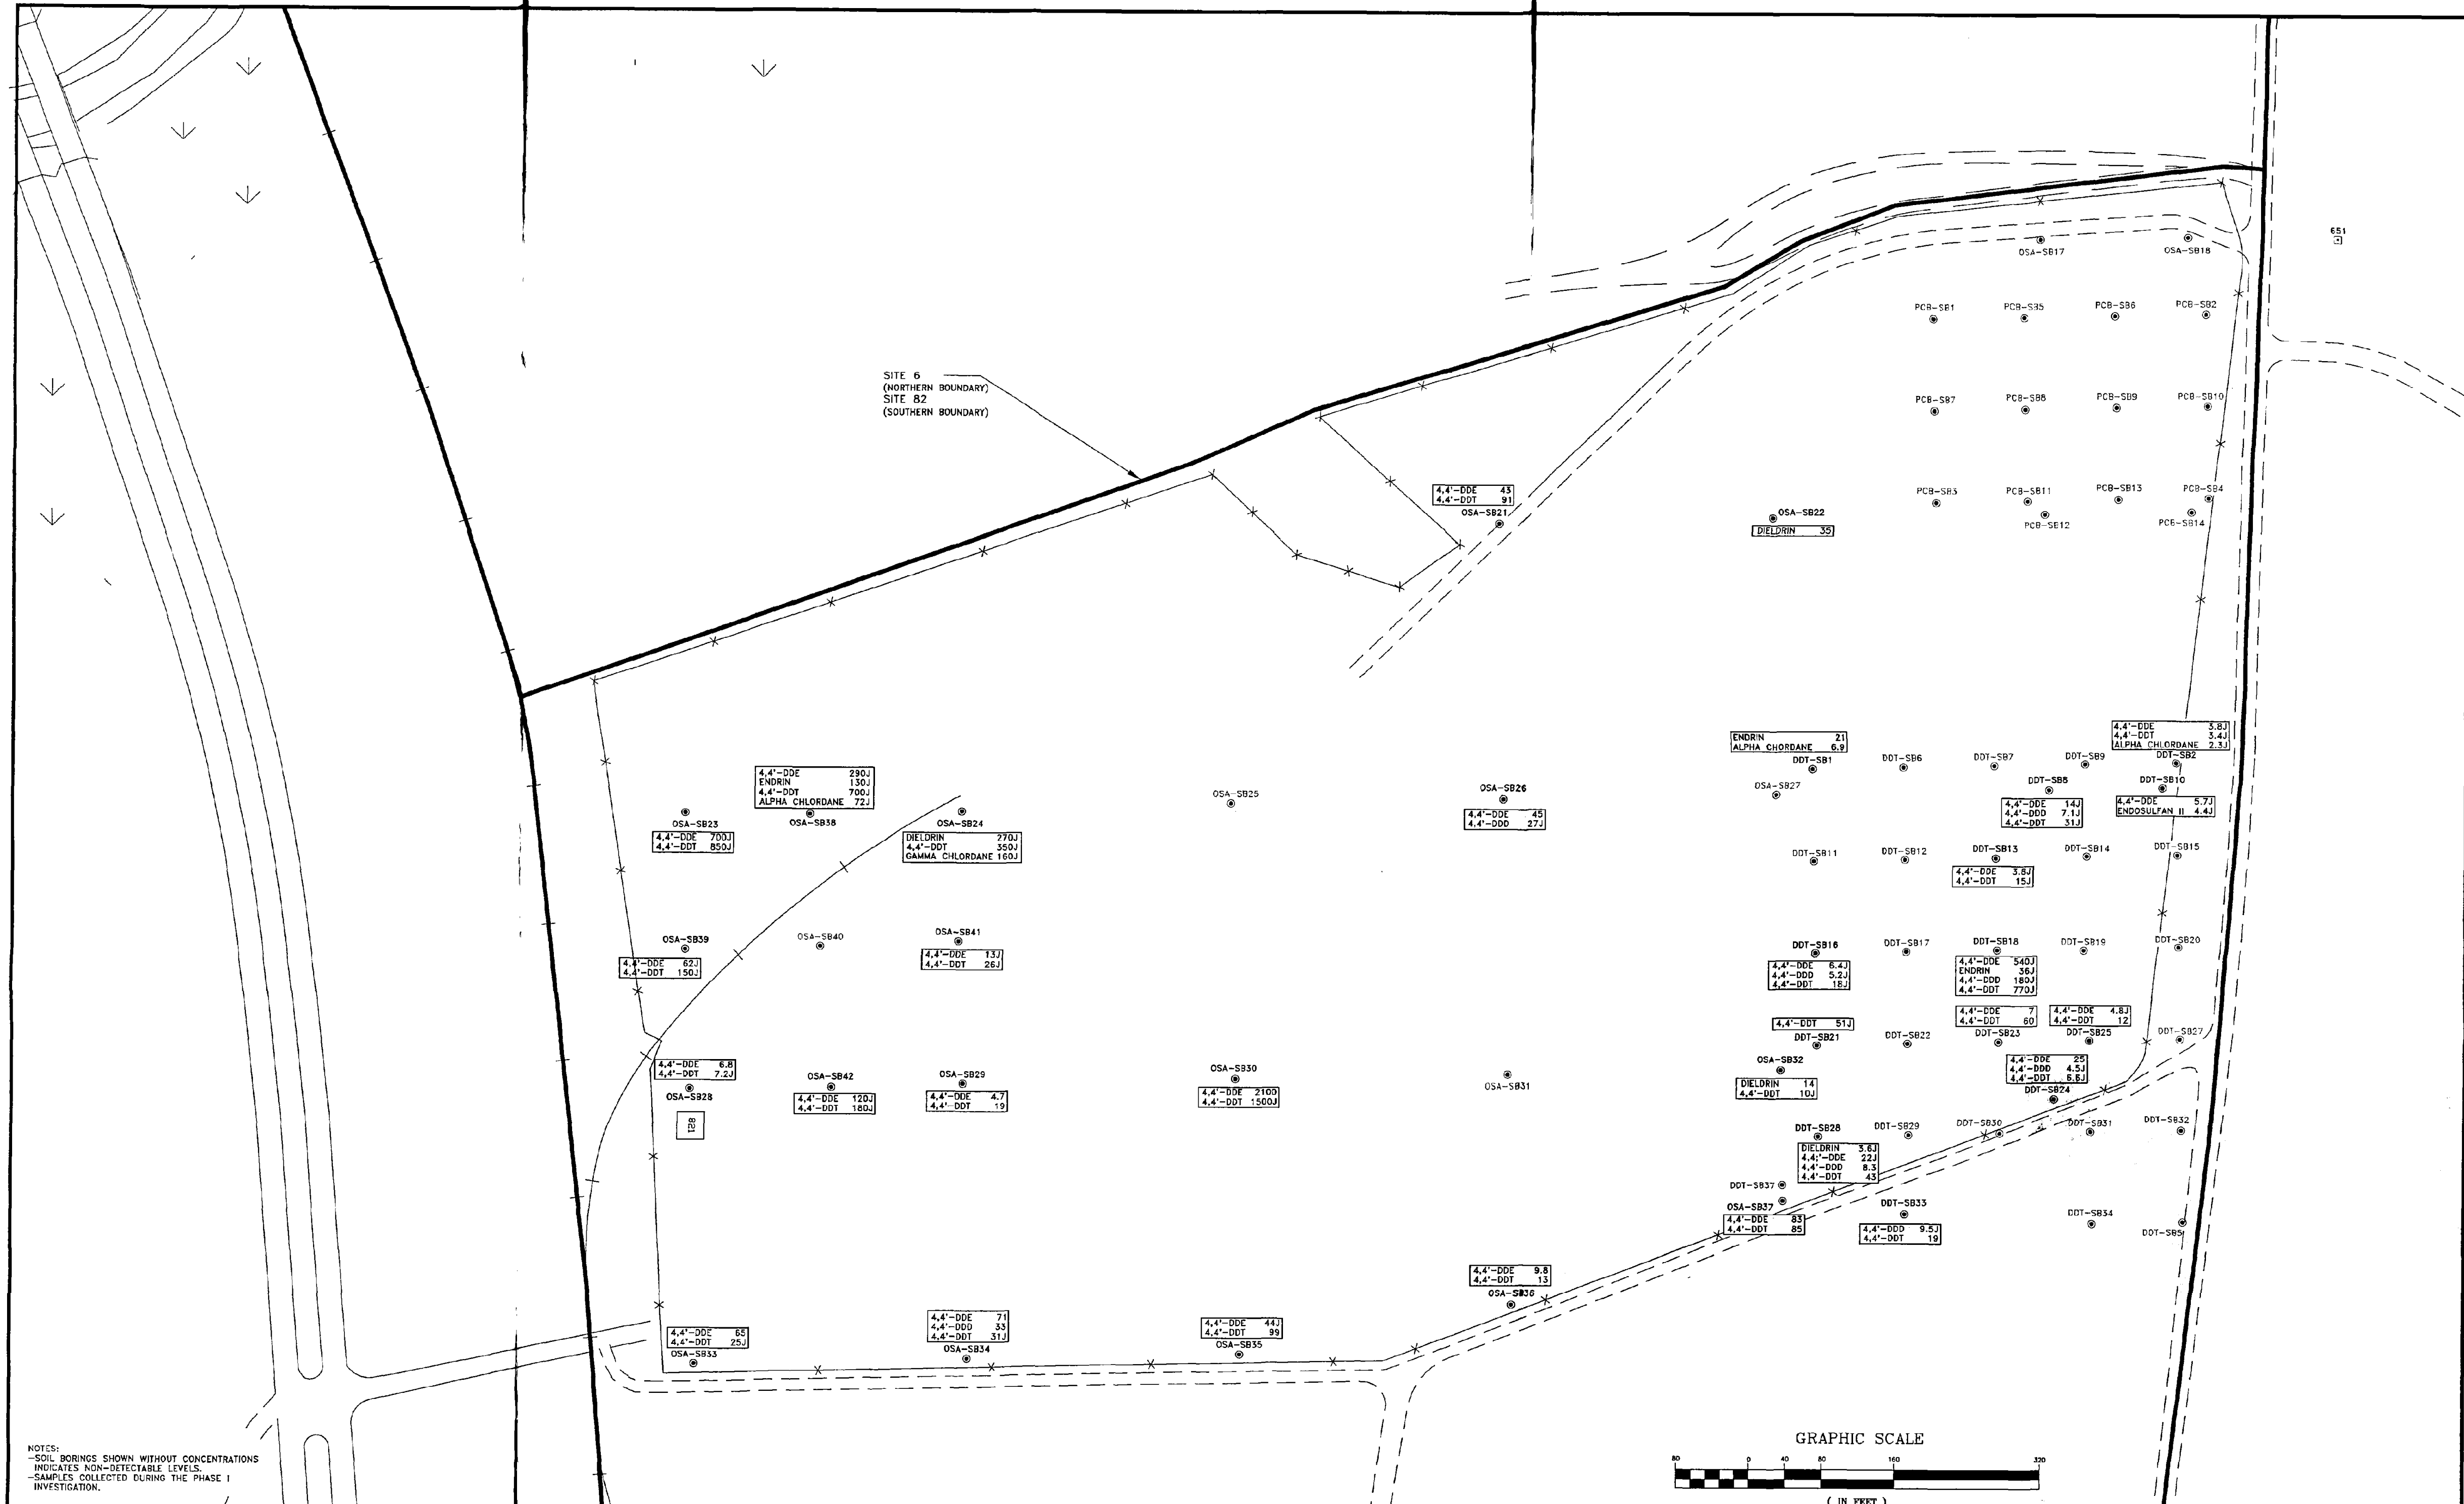 651
OSA-SB17
OSA-SB18
PCB-SB1
PCB-SB5
PCB-SB6
PCB-SB2
SITE 6
(NORTHERN BOUNDARY)
SITE 82
(SOUTHERN BOUNDARY)
PCB-SB7
PCB-SB8
PCB-SB9
PCB-SB10
4,4'-DDE 43
4,4'-DDT 91
OSA-SB21
OSA-SB22
DIELDRIN 35
PCB-SB3
PCB-SB11
PCB-SB13
PCB-SB4
PCB-SB12
PCB-SB14
4,4'-DDE 3.8J
4,4'-DDT 3.4J
ALPHA CHLORDANE 2.3J
DDT-SB2
ENDRIN 21
ALPHA CHORDANE 6.9
DDT-SB1
DDT-SB6
DDT-SB7
DDT-SB9
4,4'-DDE 290J
ENDRIN 130J
4,4'-DDT 700J
ALPHA CHLORDANE 72J
OSA-SB38
OSA-SB23
4,4'-DDE 700J
4,4'-DDT 850J
OSA-SB24
DIELDRIN 270J
4,4'-DDT 350J
GAMMA CHLORDANE 160J
OSA-SB25
OSA-SB26
4,4'-DDE 45
4,4'-DDD 27J
OSA-SB27
DDT-SB8
4,4'-DDE 14J
4,4'-DDD 7.1J
4,4'-DDT 31J
DDT-SB10
4,4'-DDE 5.7J
ENDOSULFAN II 4.4J
DDT-SB11
DDT-SB12
DDT-SB13
4,4'-DDE 3.8J
4,4'-DDT 15J
DDT-SB14
DDT-SB15
OSA-SB39
4,4'-DDE 62J
4,4'-DDT 150J
OSA-SB40
OSA-SB41
4,4'-DDE 13J
4,4'-DDT 26J
DDT-SB16
4,4'-DDE 6.4J
4,4'-DDD 5.2J
4,4'-DDT 18J
DDT-SB17
DDT-SB18
4,4'-DDE 540J
ENDRIN 36J
4,4'-DDD 180J
4,4'-DDT 770J
DDT-SB19
DDT-SB20
4,4'-DDT 51J
DDT-SB21
DDT-SB22
4,4'-DDE 7
4,4'-DDT 60
DDT-SB23
4,4'-DDE 4.8J
4,4'-DDT 12
DDT-SB25
DDT-SB27
4,4'-DDE 6.8
4,4'-DDT 7.2J
OSA-SB28
821
OSA-SB42
4,4'-DDE 120J
4,4'-DDT 180J
OSA-SB29
4,4'-DDE 4.7
4,4'-DDT 19
OSA-SB30
4,4'-DDE 2100
4,4'-DDT 1500J
OSA-SB31
OSA-SB32
DIELDRIN 14
4,4'-DDT 10J
4,4'-DDE 25
4,4'-DDD 4.5J
4,4'-DDT 6.6J
DDT-SB24
DDT-SB28
DIELDRIN 3.6J
4,4;'-DDE 22J
4,4'-DDD 8.3
4,4'-DDT 43
DDT-SB29
DDT-SB30
DDT-SB31
DDT-SB32
DDT-SB37
OSA-SB37
4,4'-DDE 83
4,4'-DDT 85
DDT-SB33
4,4'-DDD 9.5J
4,4'-DDT 19
DDT-SB34
DDT-SB5
4,4'-DDE 9.8
4,4'-DDT 13
OSA-SB36
4,4'-DDE 65
4,4'-DDT 25J
OSA-SB33
4,4'-DDE 71
4,4'-DDD 33
4,4'-DDT 31J
OSA-SB34
4,4'-DDE 44J
4,4'-DDT 99
OSA-SB35
NOTES:
-SOIL BORINGS SHOWN WITHOUT CONCENTRATIONS
INDICATES NON-DETECTABLE LEVELS.
-SAMPLES COLLECTED DURING THE PHASE I
INVESTIGATION.
GRAPHIC SCALE
80 0 40 80 160 320
( IN FEET )